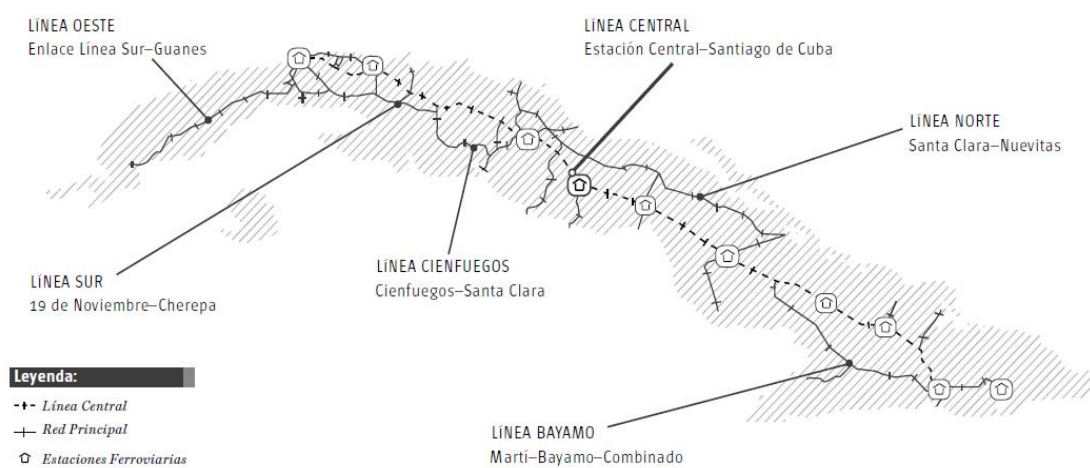 LíNEA OESTE
Enlace Línea Sur–Guanes
LíNEA CENTRAL
Estación Central–Santiago de Cuba
LíNEA NORTE
Santa Clara–Nuevitas
LíNEA SUR
19 de Noviembre–Cherepa
LíNEA CIENFUEGOS
Cienfuegos–Santa Clara
LíNEA BAYAMO
Martí–Bayamo–Combinado
Leyenda:
Línea Central
Red Principal
Estaciones Ferroviarias